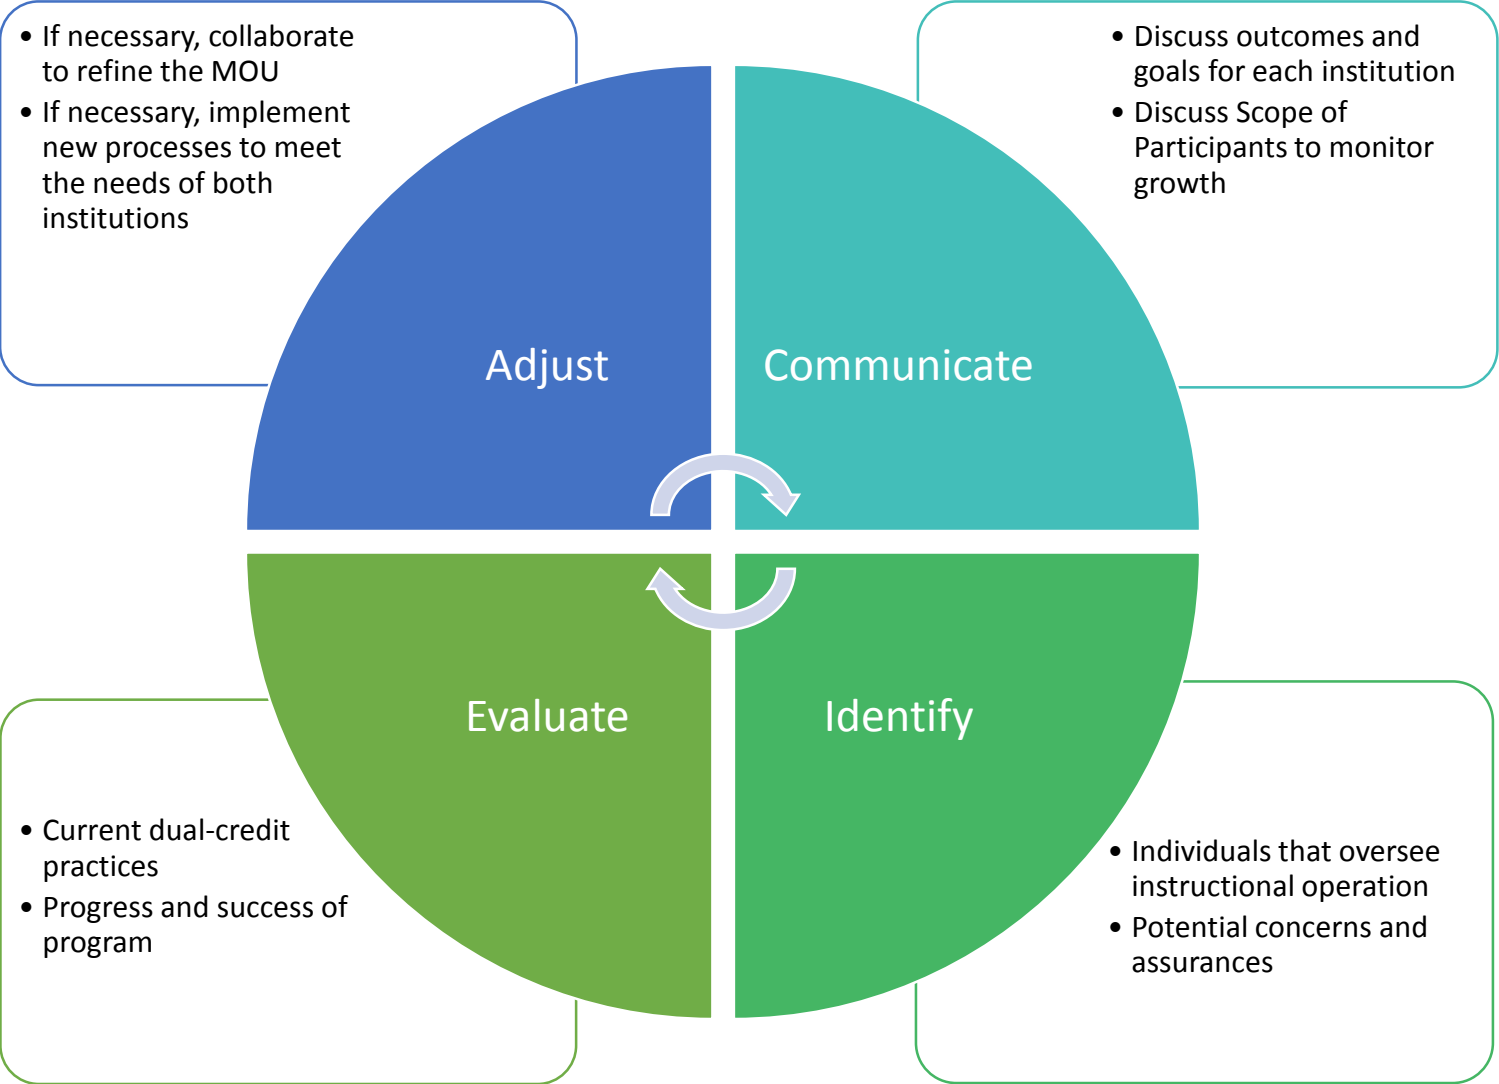 • If necessary, collaborate
to refine the MOU
• If necessary, implement
new processes to meet
the needs of both
institutions
• Discuss outcomes and
goals for each institution
• Discuss Scope of
Participants to monitor
growth
Adjust
Communicate
Evaluate
Identify
• Current dual-credit
practices
• Progress and success of
program
• Individuals that oversee
instructional operation
• Potential concerns and
assurances